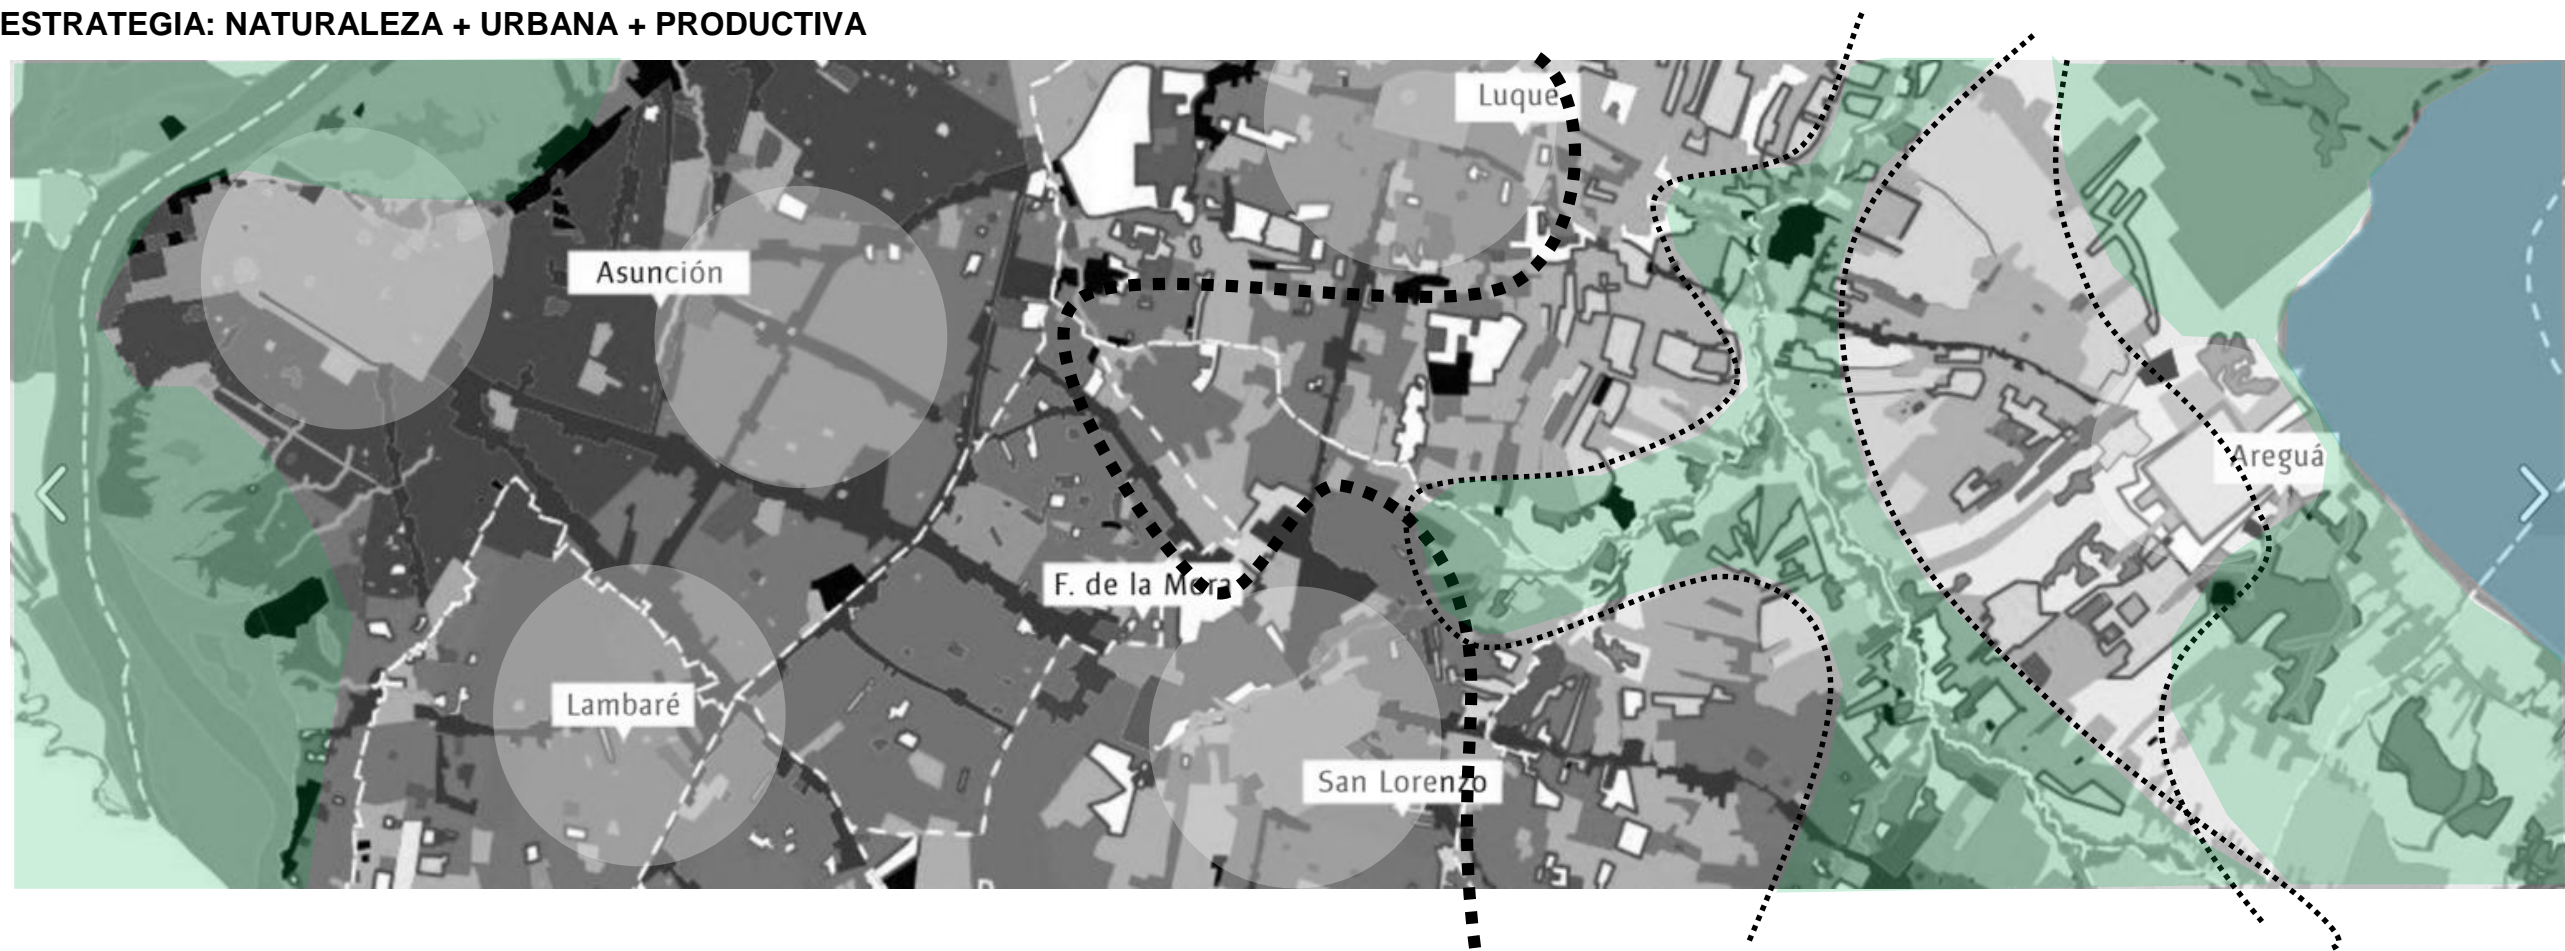 ESTRATEGIA: NATURALEZA + URBANA + PRODUCTIVA
Luque
Asunción
Areguá
F. de la Mora
Lambaré
San Lorenzo